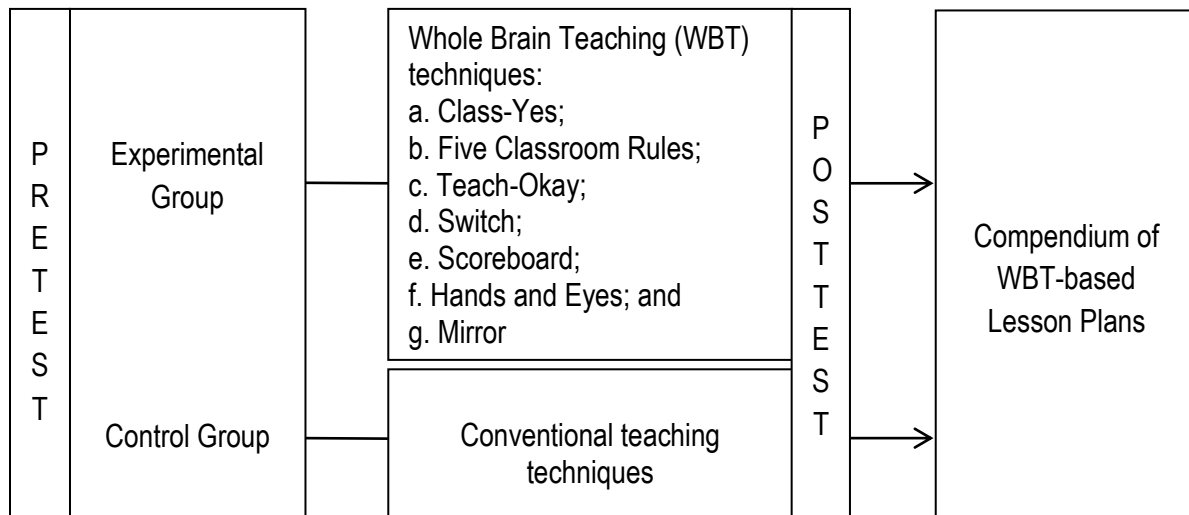 PRETEST
Experimental
Group
Control Group
Whole Brain Teaching (WBT)
techniques:
a. Class-Yes;
b. Five Classroom Rules;
c. Teach-Okay;
d. Switch;
e. Scoreboard;
f. Hands and Eyes; and
g. Mirror
Conventional teaching
techniques
POSTTEST
Compendium of
WBT-based
Lesson Plans